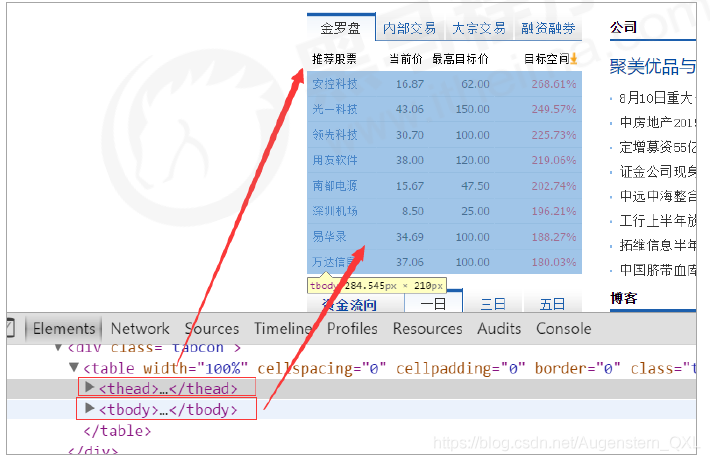 金罗盘 内部交易 大宗交易 融资融券
推荐股票 当前价 最高目标价 目标空间
安控科技 16.87 62.00 268.61%
光一科技 43.06 150.00 249.57%
领先科技 30.70 100.00 225.73%
用友软件 38.00 120.00 219.06%
南都电源 15.67 47.50 202.74%
深圳机场 8.50 25.00 196.21%
易华录 34.69 100.00 188.27%
万达信息 37.06 100.00 180.03%
tbody 284.545px × 210px
资金流向 一日 三日 五日
公司
聚美优品与
8月10日重大
中房地产201
定增募资55亿
证金公司现身
中远中海整合
工行上半年放
拓维信息半年
中国脐带血库
博客
Elements Network Sources Timeline Profiles Resources Audits Console
<div class="tabcon">
<table width="100%" cellspacing="0" cellpadding="0" border="0" class="t
<thead>…</thead>
<tbody>…</tbody>
</table>
</div>
https://blog.csdn.net/Augenstern_QXL